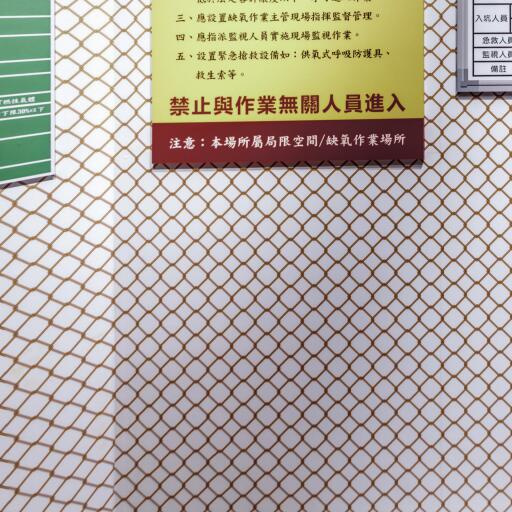 三、應設置缺氧作業主管現場指揮監督管理。
四、應指派監視人員實施現場監視作業。
五、設置緊急搶救設備如：供氧式呼吸防護具、
救生索等。
禁止與作業無關人員進入
注意：本場所屬局限空間/缺氧作業場所
可燃性氣體
下限30%以下
入坑人員
急救人員
監視人員
備註